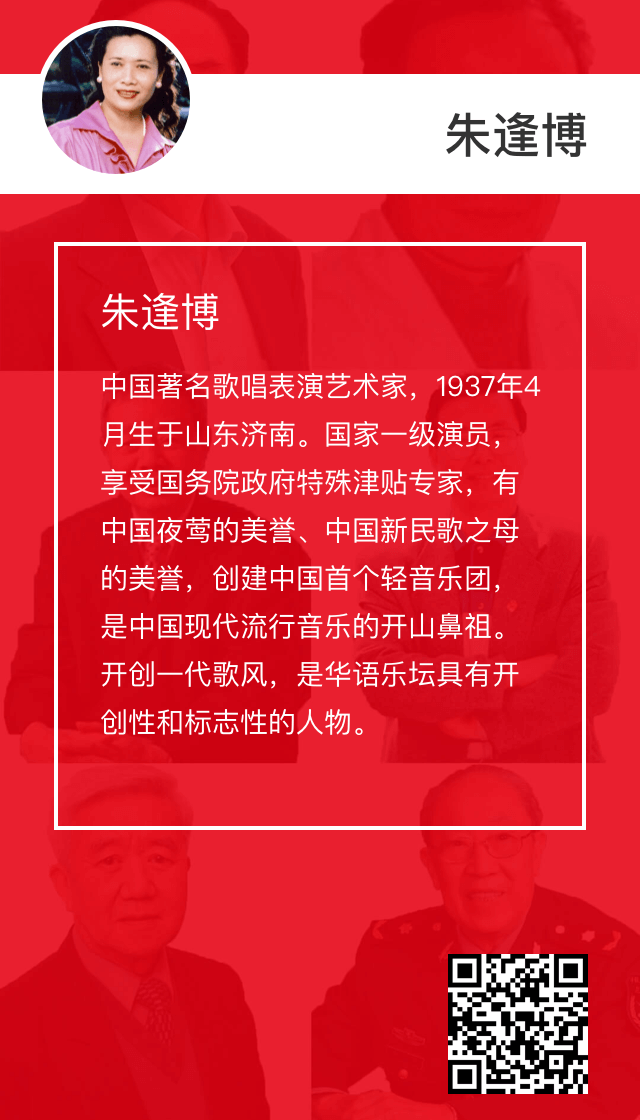 朱逢博
朱逢博
中国著名歌唱表演艺术家，1937年4
月生于山东济南。国家一级演员，
享受国务院政府特殊津贴专家，有
中国夜莺的美誉、中国新民歌之母
的美誉，创建中国首个轻音乐团，
是中国现代流行音乐的开山鼻祖。
开创一代歌风，是华语乐坛具有开
创性和标志性的人物。